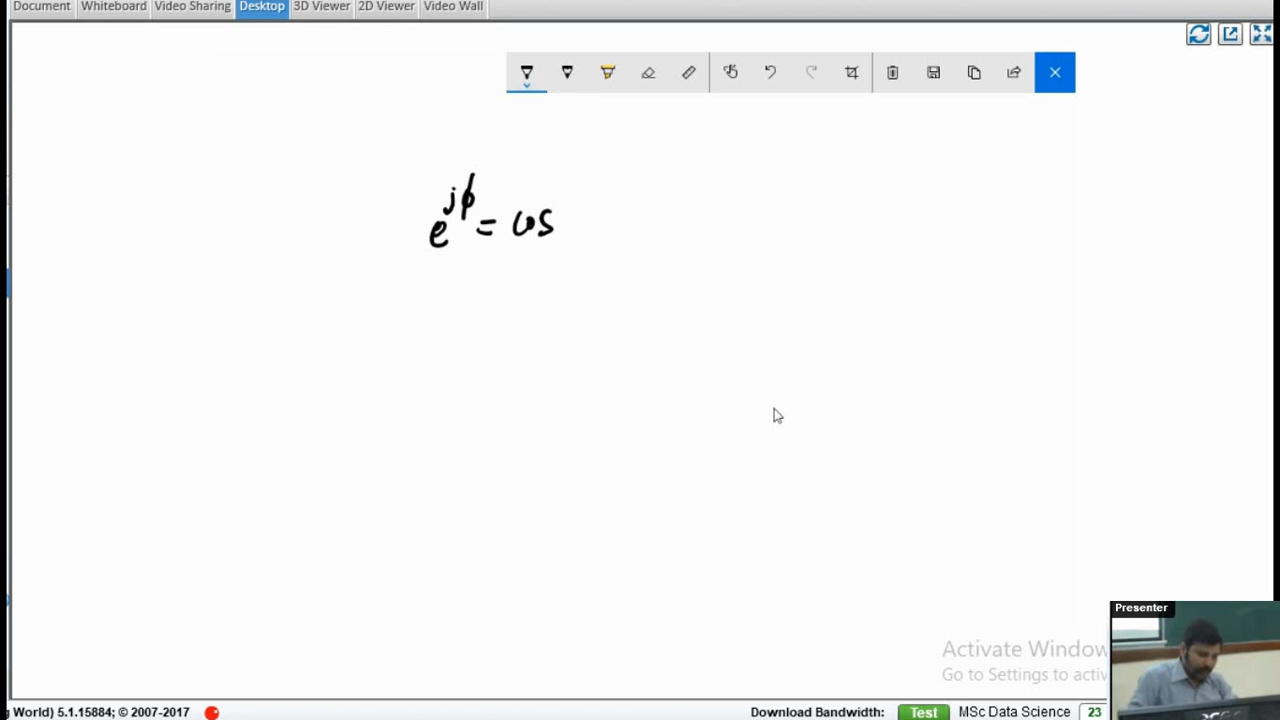 Document Whiteboard Video Sharing Desktop 3D Viewer 2D Viewer Video Wall
e^{jϕ} = cos
Activate Window
Go to Settings to activ
Presenter
World) 5.1.15884; © 2007-2017 Download Bandwidth: Test MSc Data Science 23